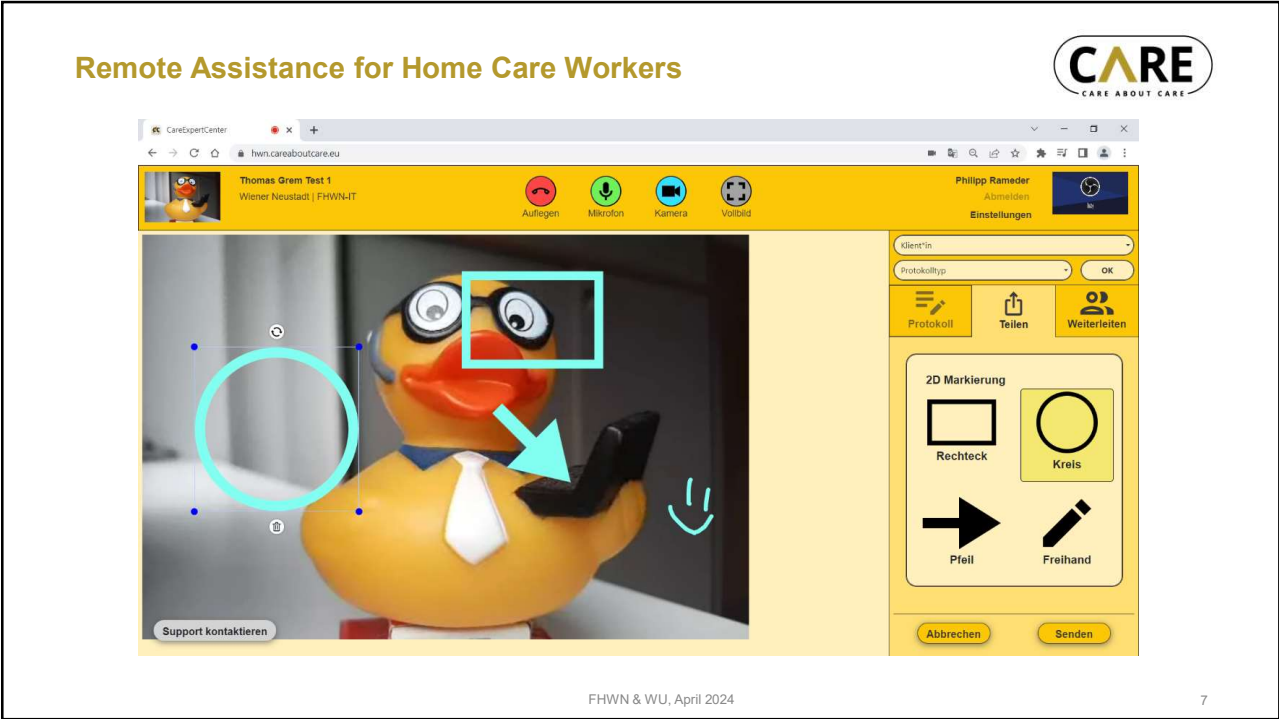 Remote Assistance for Home Care Workers
CARE
CARE ABOUT CARE
CareExpertCenter
hwn.careaboutcare.eu
Thomas Grem Test 1
Wiener Neustadt | FHWN-IT
Auflegen
Mikrofon
Kamera
Vollbild
Philipp Rameder
Abmelden
Einstellungen
Klient*in
Protokolltyp
OK
Protokoll
Teilen
Weiterleiten
2D Markierung
Rechteck
Kreis
Pfeil
Freihand
Support kontaktieren
Abbrechen
Senden
FHWN & WU, April 2024
7